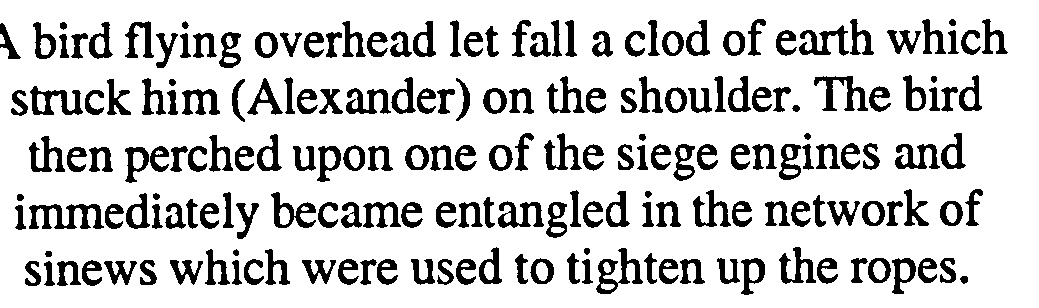 A bird flying overhead let fall a clod of earth which
struck him (Alexander) on the shoulder. The bird
then perched upon one of the siege engines and
immediately became entangled in the network of
sinews which were used to tighten up the ropes.